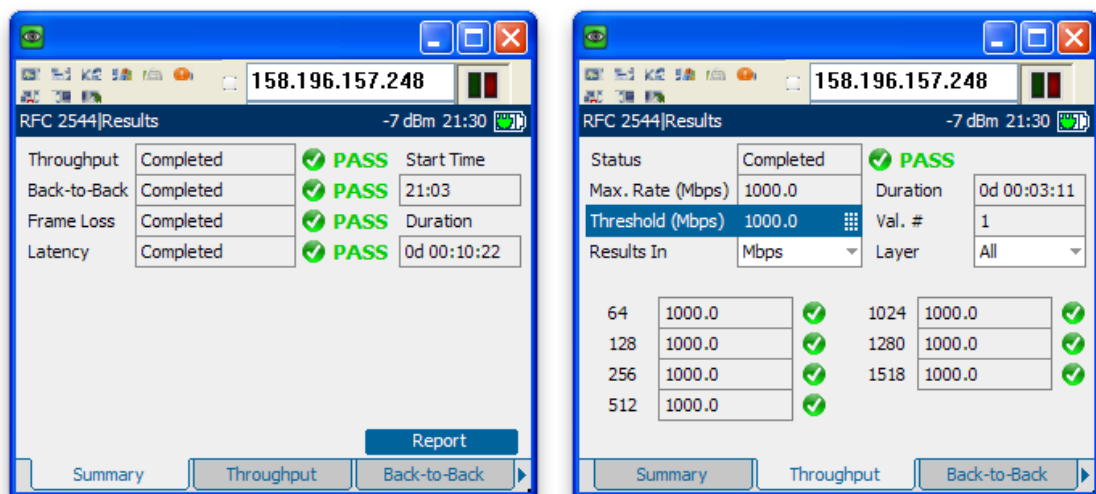 158.196.157.248
RFC 2544|Results -7 dBm 21:30
Throughput Completed PASS Start Time
Back-to-Back Completed PASS 21:03
Frame Loss Completed PASS Duration
Latency Completed PASS 0d 00:10:22
Report
Summary Throughput Back-to-Back
158.196.157.248
RFC 2544|Results -7 dBm 21:30
Status Completed PASS
Max. Rate (Mbps) 1000.0 Duration 0d 00:03:11
Threshold (Mbps) 1000.0 Val. # 1
Results In Mbps Layer All
64 1000.0 1024 1000.0
128 1000.0 1280 1000.0
256 1000.0 1518 1000.0
512 1000.0
Summary Throughput Back-to-Back